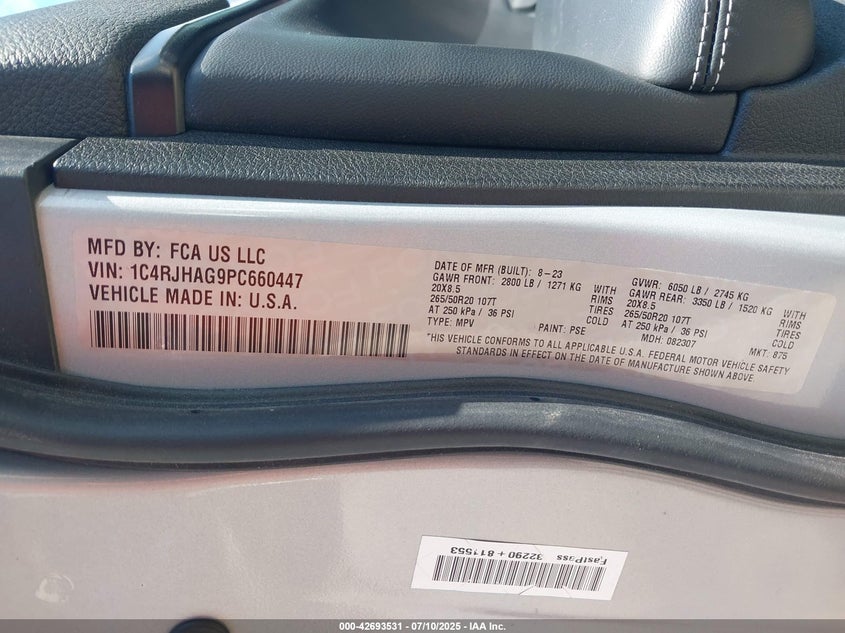 MFD BY: FCA US LLC
VIN: 1C4RJHAG9PC660447
VEHICLE MADE IN: U.S.A.
DATE OF MFR (BUILT): 8-23 GVWR: 6050 LB / 2745 KG
GAWR FRONT: 2800 LB / 1271 KG WITH GAWR REAR: 3350 LB / 1520 KG WITH
20X8.5 RIMS 20X8.5 RIMS
265/50R20 107T TIRES 265/50R20 107T TIRES
AT 250 kPa / 36 PSI COLD AT 250 kPa / 36 PSI COLD
TYPE: MPV PAINT: PSE MDH: 082307 MKT: 875
*THIS VEHICLE CONFORMS TO ALL APPLICABLE U.S.A. FEDERAL MOTOR VEHICLE SAFETY
STANDARDS IN EFFECT ON THE DATE OF MANUFACTURE SHOWN ABOVE.
FastPass 32290 + 811553
000-42693531 - 07/10/2025 - IAA Inc.